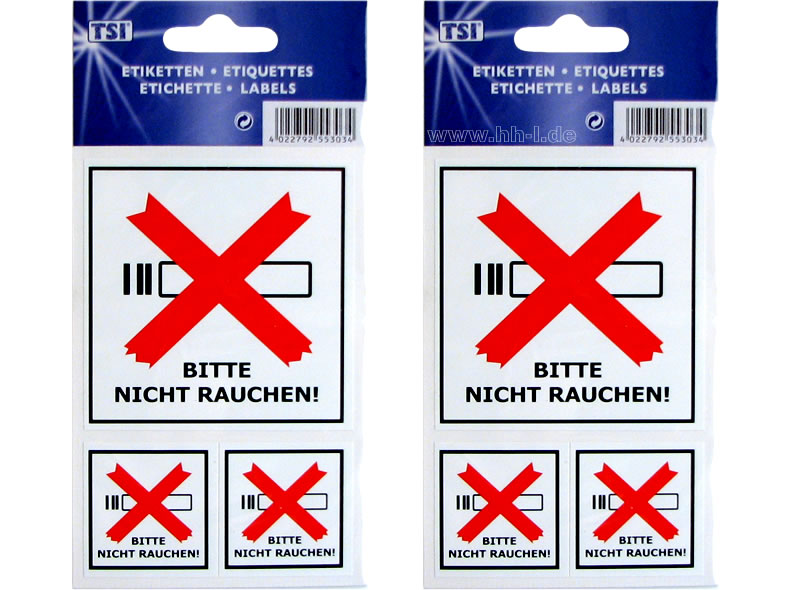 TSI
ETIKETTEN • ETIQUETTES
ETICHETTE • LABELS
4 022792 553034
BITTE
NICHT RAUCHEN!
BITTE
NICHT RAUCHEN!
BITTE
NICHT RAUCHEN!
TSI
ETIKETTEN • ETIQUETTES
ETICHETTE • LABELS
www.hh-l.de
4 022792 553034
BITTE
NICHT RAUCHEN!
BITTE
NICHT RAUCHEN!
BITTE
NICHT RAUCHEN!